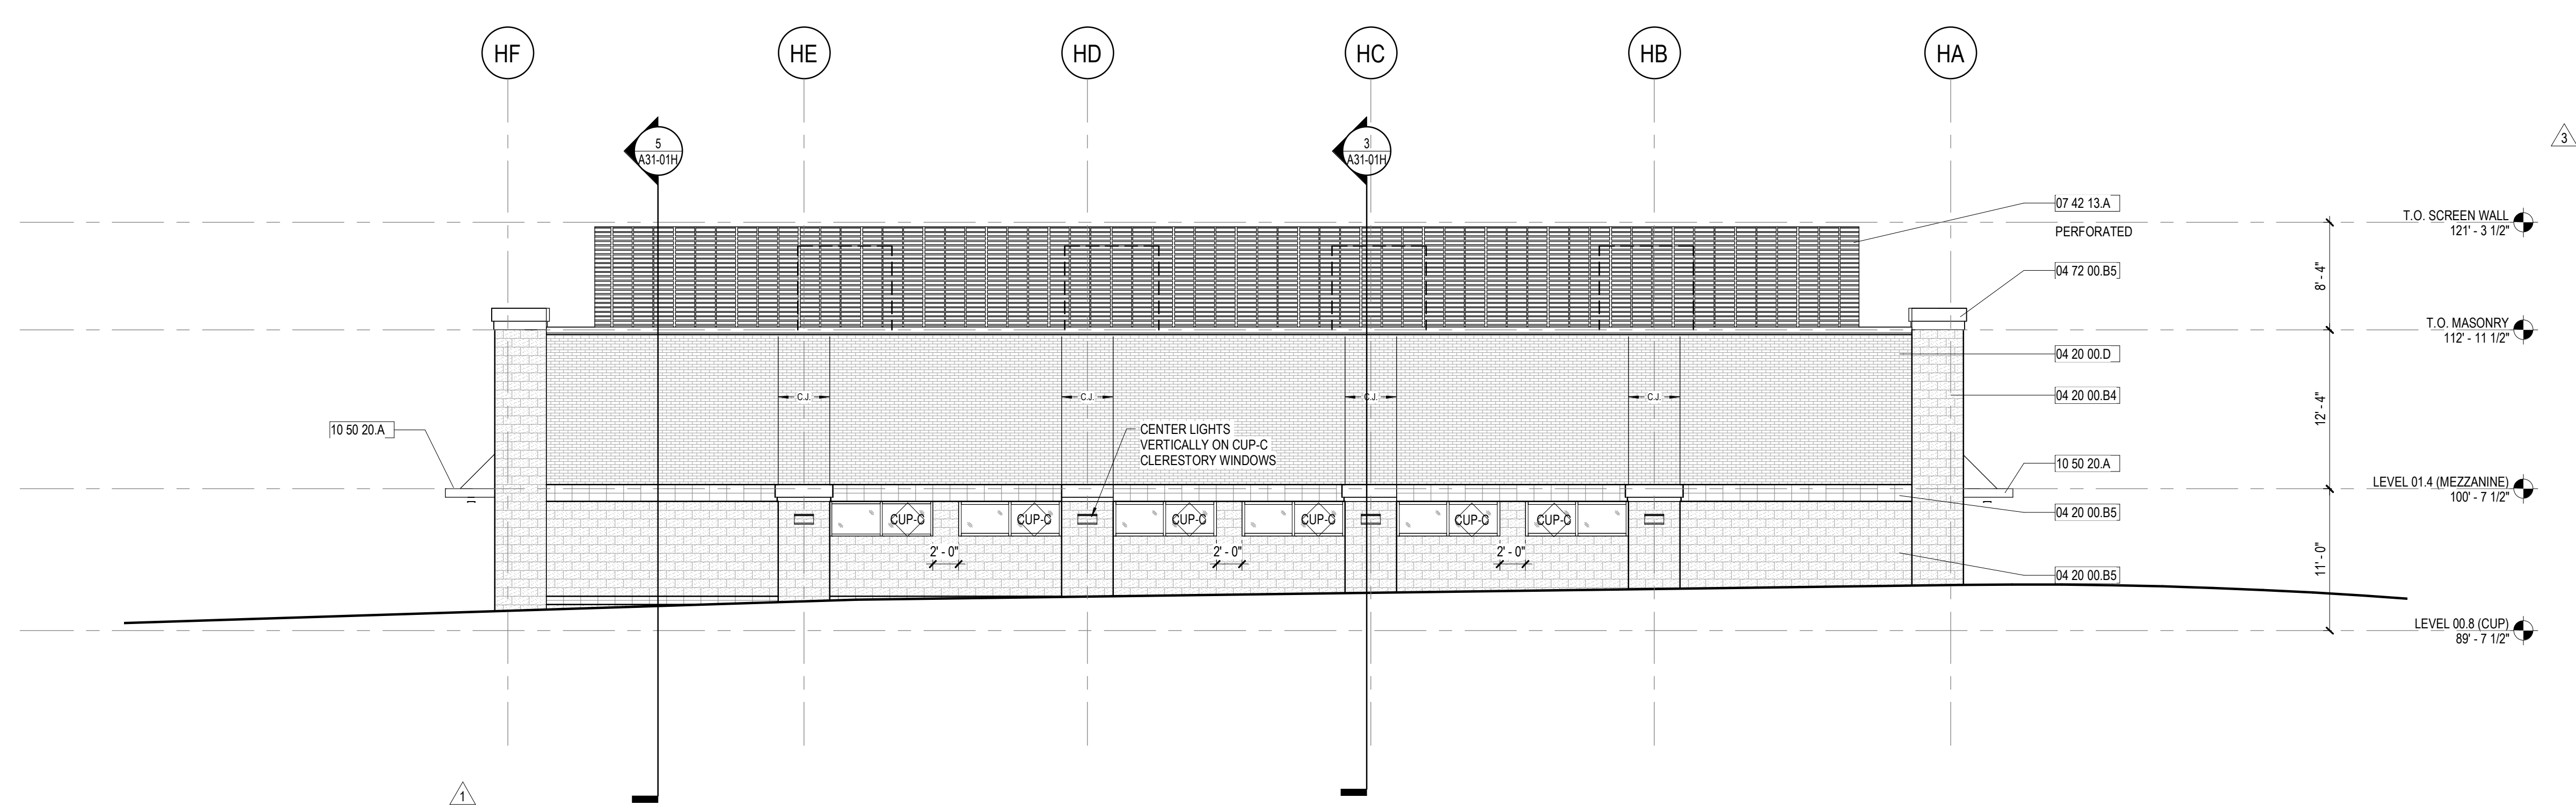 HF
HE
HD
HC
HB
HA
5
A31-01H
3
A31-01H
3
07 42 13.A
PERFORATED
T.O. SCREEN WALL
121' - 3 1/2"
04 72 00.B5
8' - 4"
T.O. MASONRY
112' - 11 1/2"
04 20 00.D
04 20 00.B4
12' - 4"
C.J.
C.J.
C.J.
C.J.
10 50 20.A
CENTER LIGHTS
VERTICALLY ON CUP-C
CLERESTORY WINDOWS
10 50 20.A
LEVEL 01.4 (MEZZANINE)
100' - 7 1/2"
04 20 00.B5
CUP-C
CUP-C
CUP-C
CUP-C
CUP-C
CUP-C
2' - 0"
2' - 0"
2' - 0"
11' - 0"
04 20 00.B5
LEVEL 00.8 (CUP)
89' - 7 1/2"
1